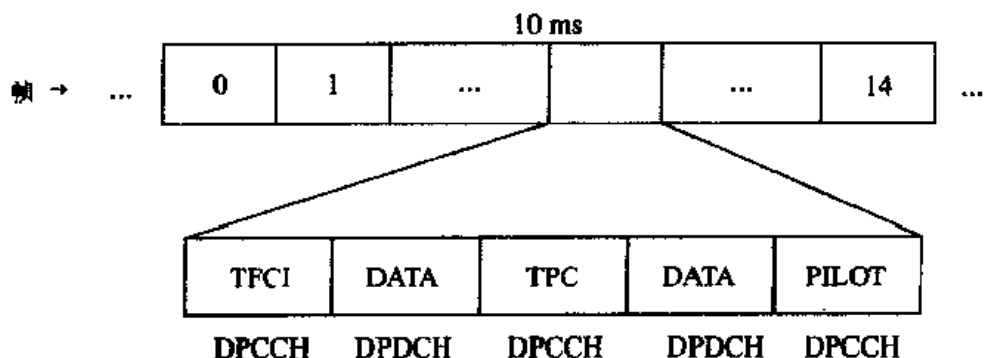 10 ms
帧 → ... 0 1 ... ... 14 ...
TFCI DATA TPC DATA PILOT
DPCCH DPDCH DPCCH DPDCH DPCCH